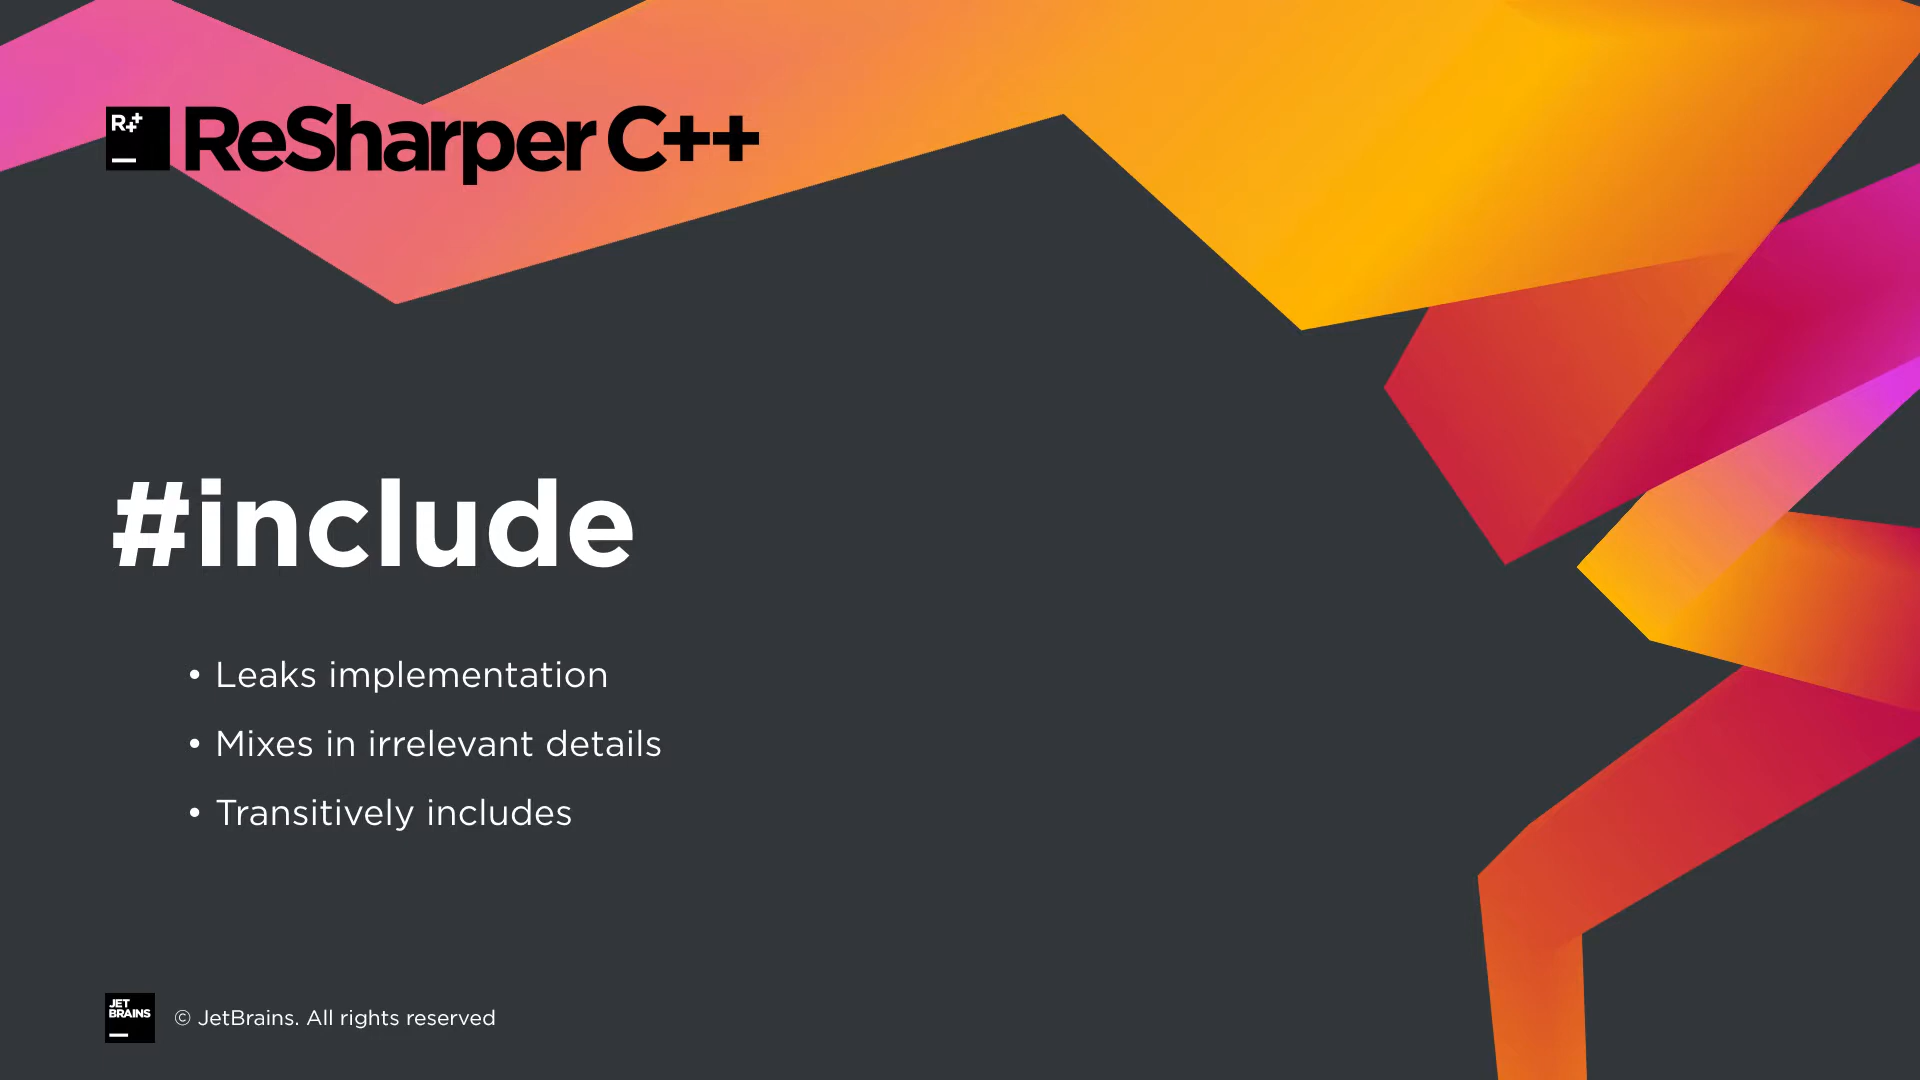 R++
ReSharper C++
#include
• Leaks implementation
• Mixes in irrelevant details
• Transitively includes
JET
BRAINS
© JetBrains. All rights reserved